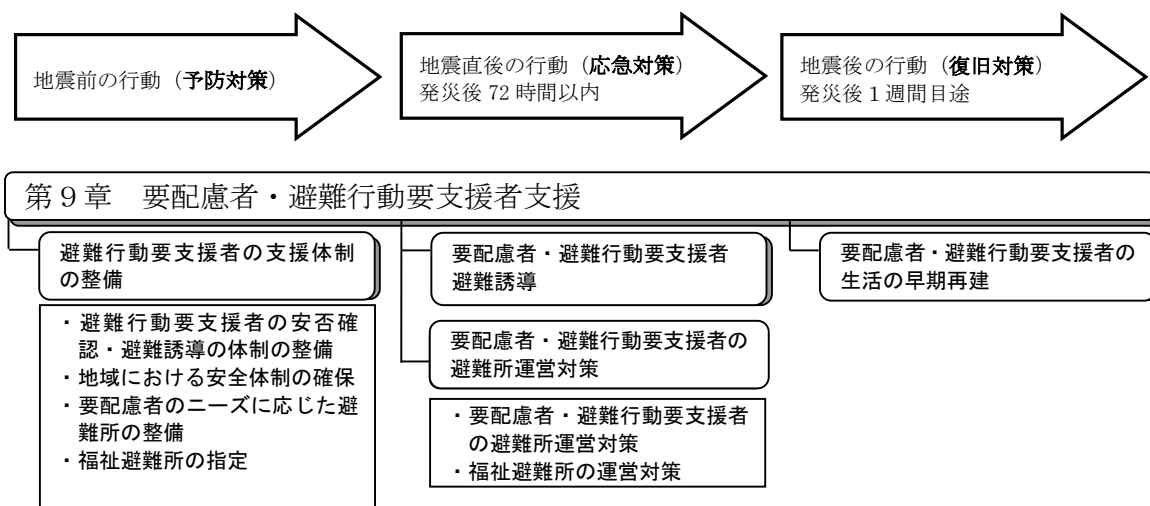 地震前の行動（予防対策）
地震直後の行動（応急対策）
発災後 72 時間以内
地震後の行動（復旧対策）
発災後１週間目途
第９章　要配慮者・避難行動要支援者支援
避難行動要支援者の支援体制
の整備
・避難行動要支援者の安否確
認・避難誘導の体制の整備
・地域における安全体制の確保
・要配慮者のニーズに応じた避
難所の整備
・福祉避難所の指定
要配慮者・避難行動要支援者
避難誘導
要配慮者・避難行動要支援者の
避難所運営対策
・要配慮者・避難行動要支援者
の避難所運営対策
・福祉避難所の運営対策
要配慮者・避難行動要支援者の
生活の早期再建